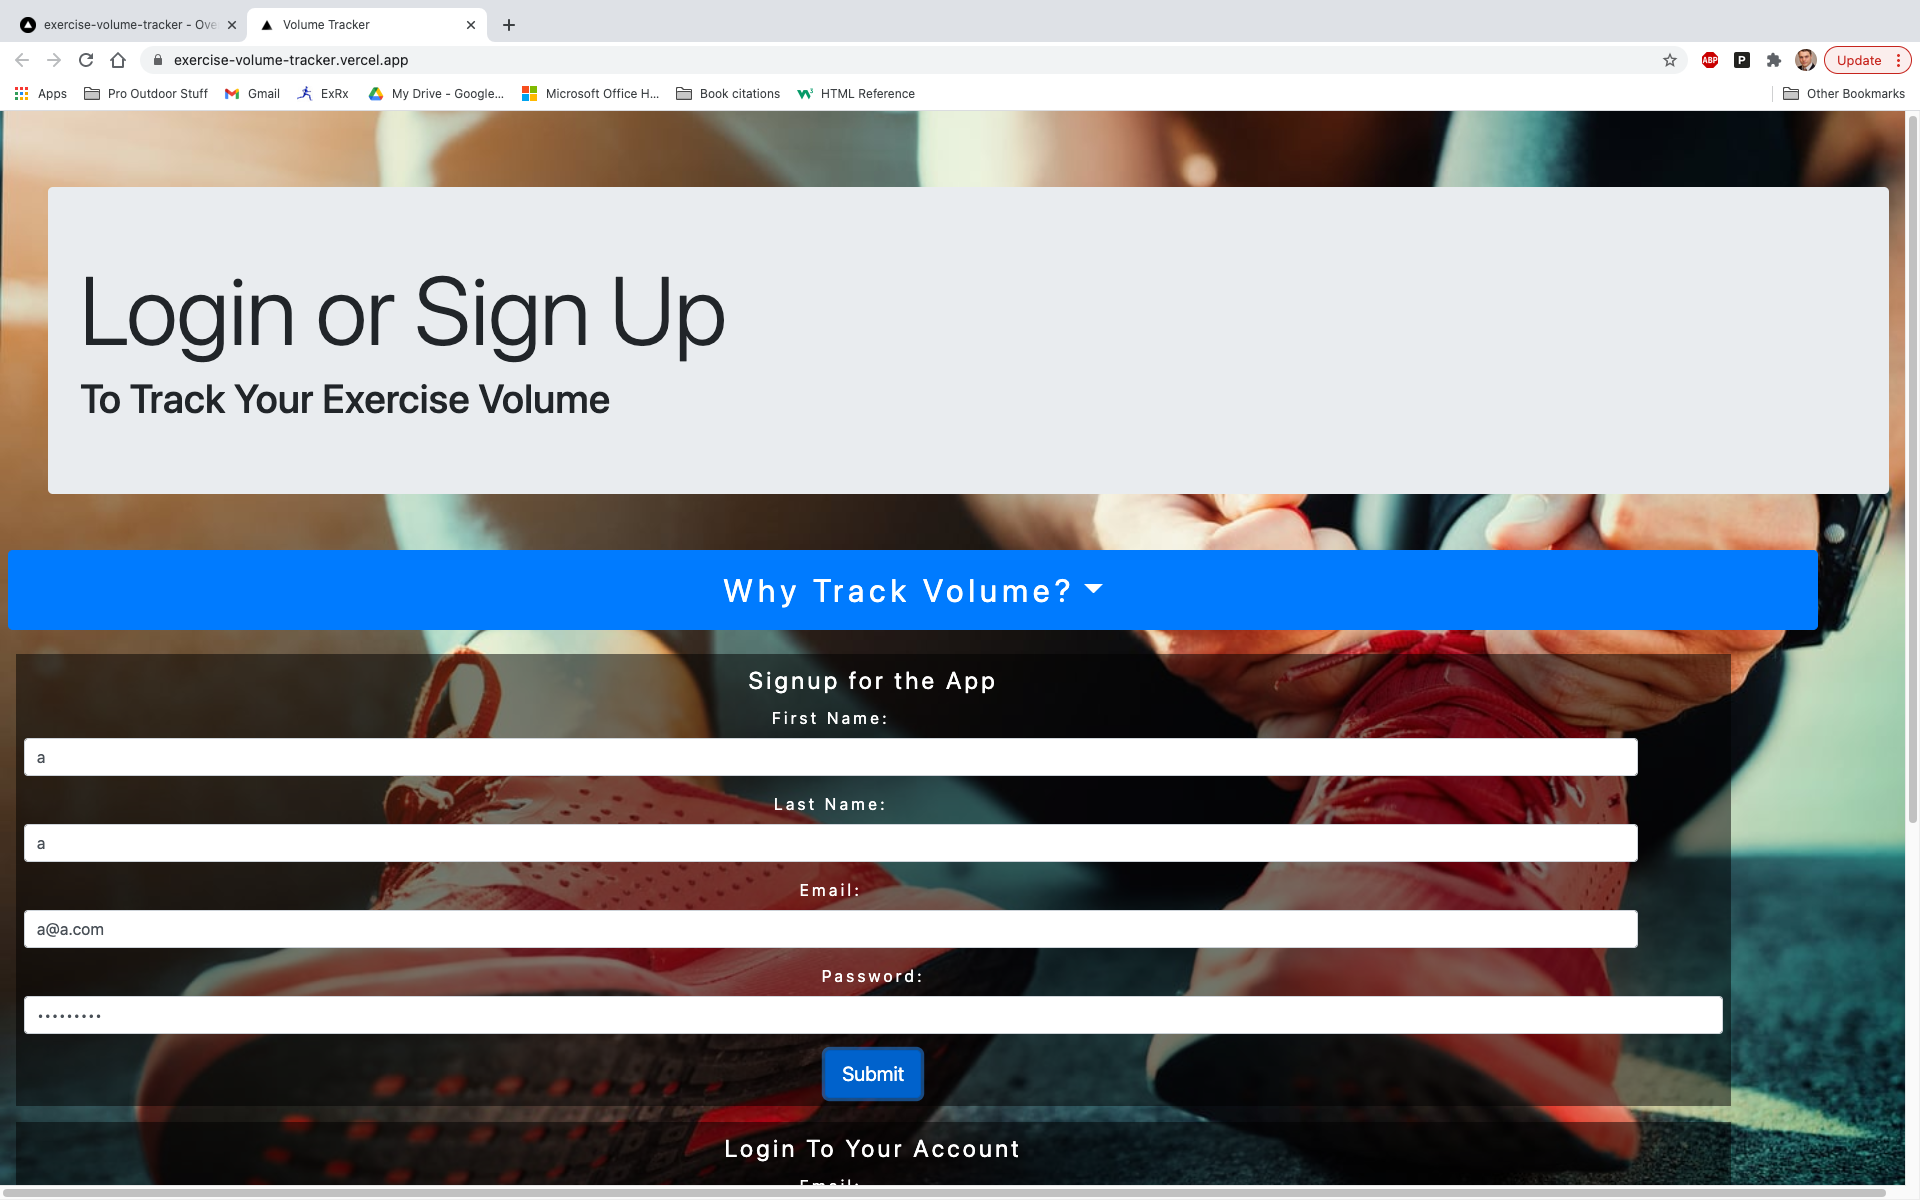 exercise-volume-tracker - Ove
Volume Tracker
exercise-volume-tracker.vercel.app
ABP
P
Update
Apps
Pro Outdoor Stuff
Gmail
ExRx
My Drive - Google...
Microsoft Office H...
Book citations
HTML Reference
Other Bookmarks
Login or Sign Up
To Track Your Exercise Volume
Why Track Volume?
Signup for the App
First Name:
a
Last Name:
a
Email:
a@a.com
Password:
•••••••••
Submit
Login To Your Account
Email: